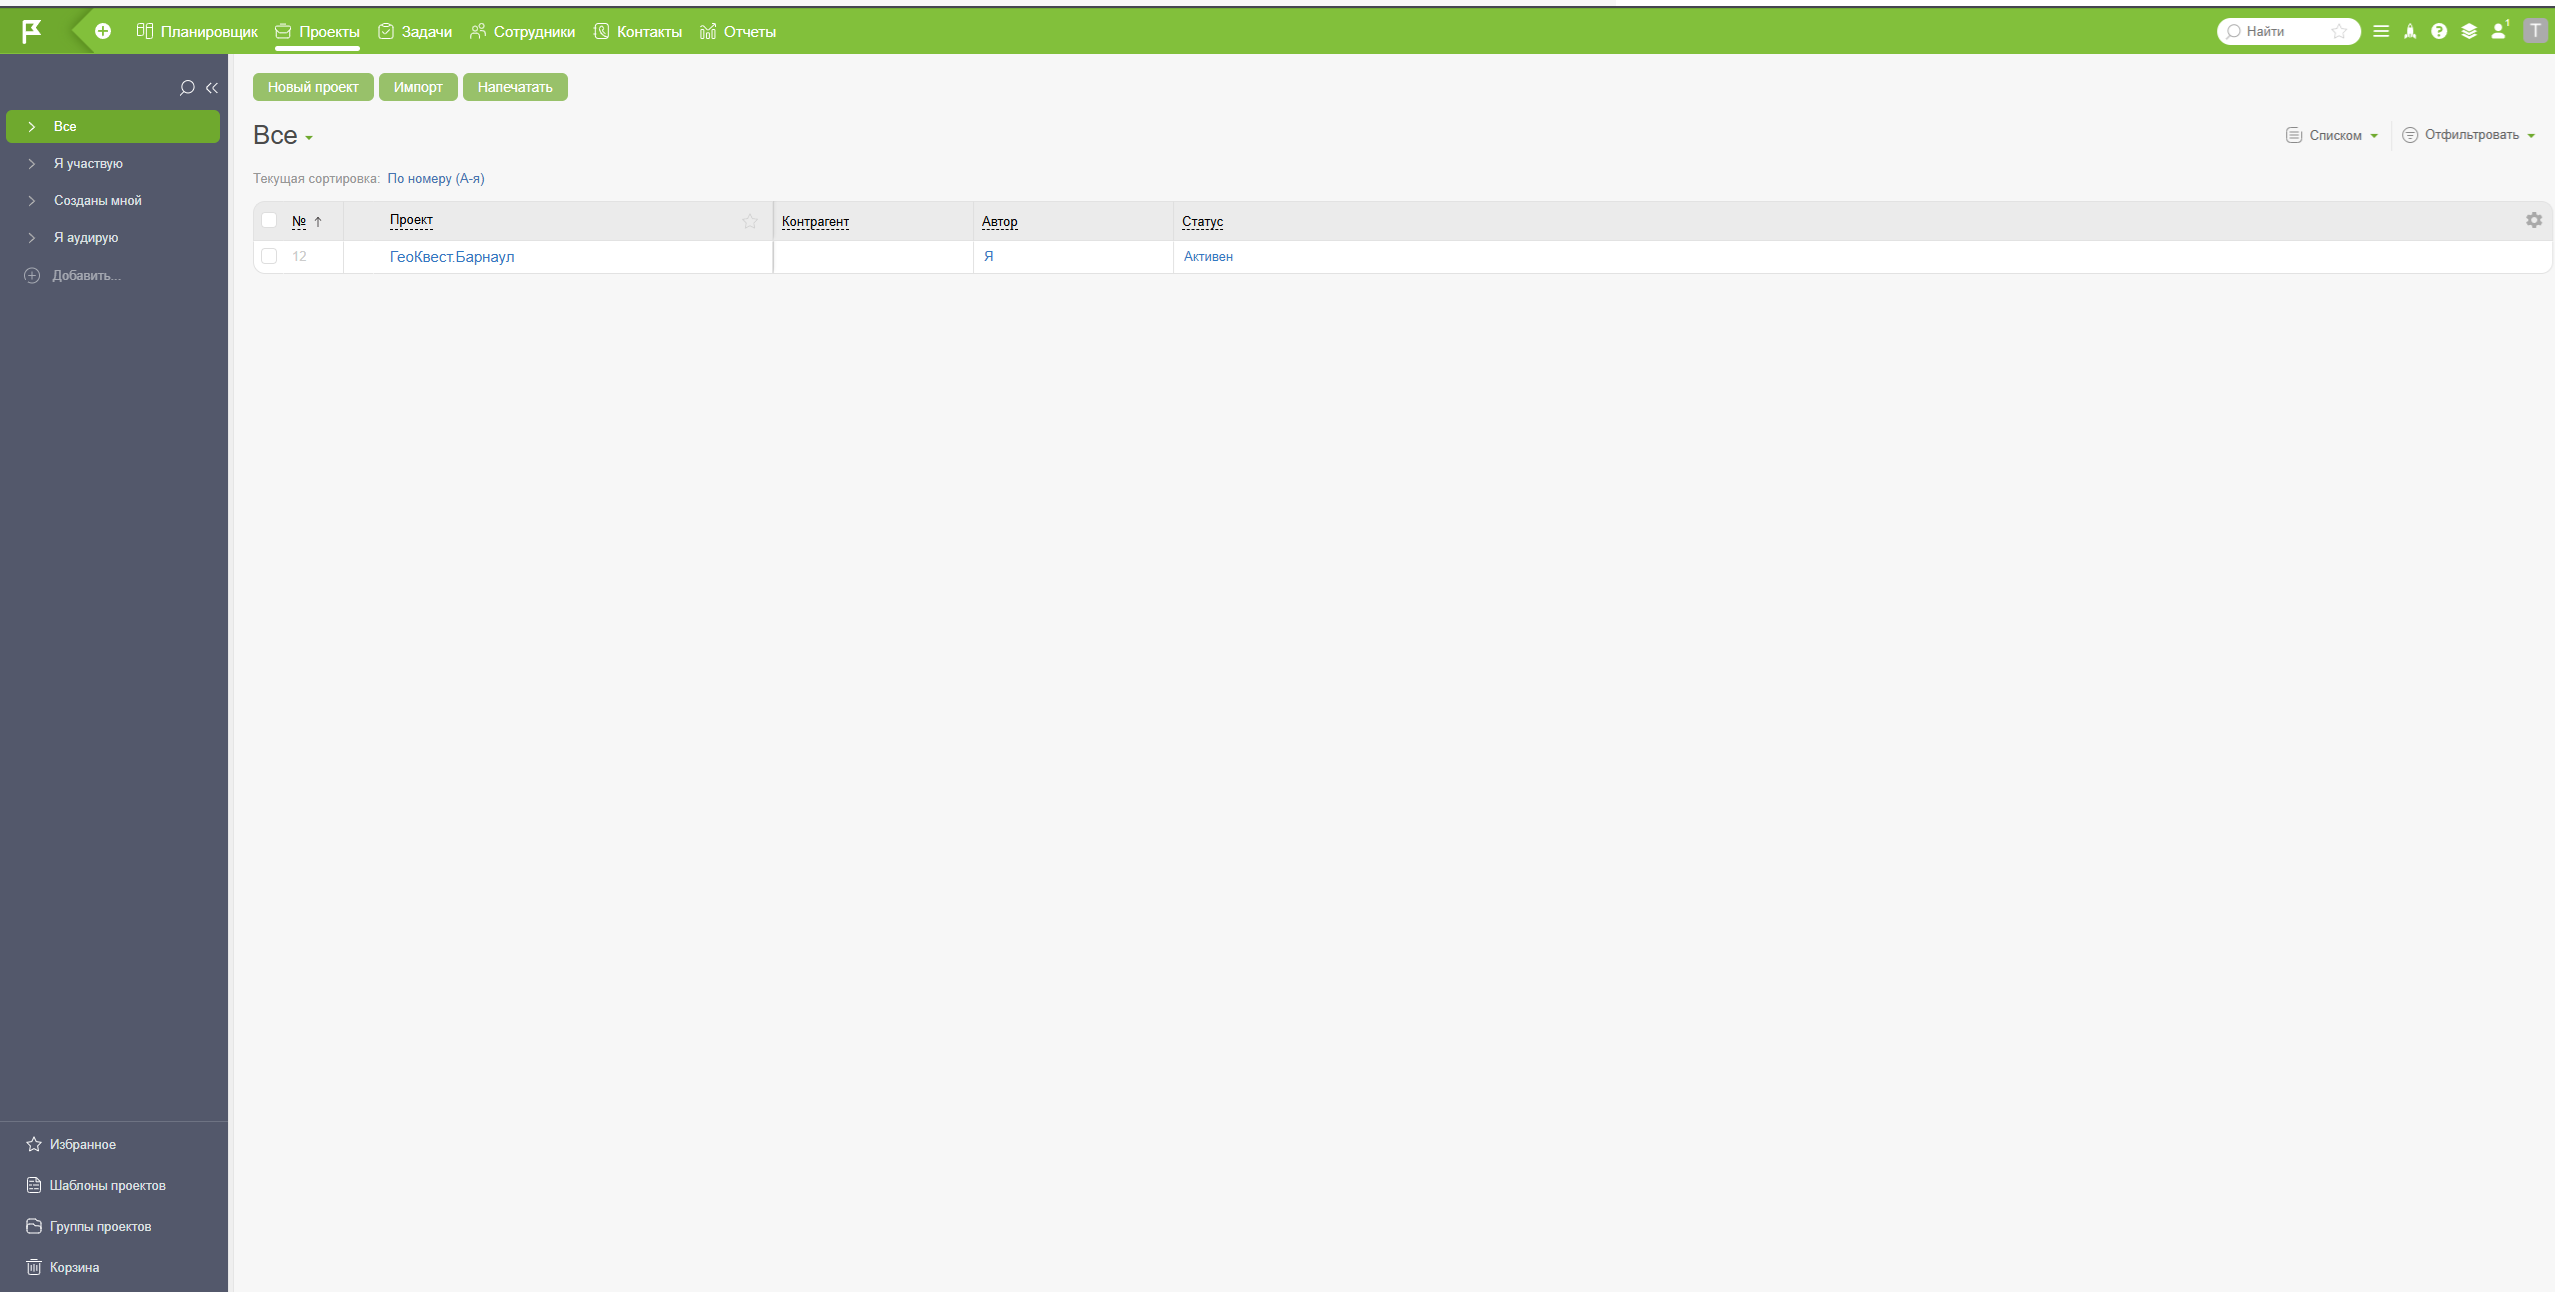 Планировщик Проекты Задачи Сотрудники Контакты Отчеты Найти 1 Т
Новый проект Импорт Напечатать
Все
Я участвую
Созданы мной
Я аудирую
Добавить...
Все
Списком Отфильтровать
Текущая сортировка: По номеру (А-я)
№ Проект Контрагент Автор Статус
12 ГеоКвест.Барнаул Я Активен
Избранное
Шаблоны проектов
Группы проектов
Корзина